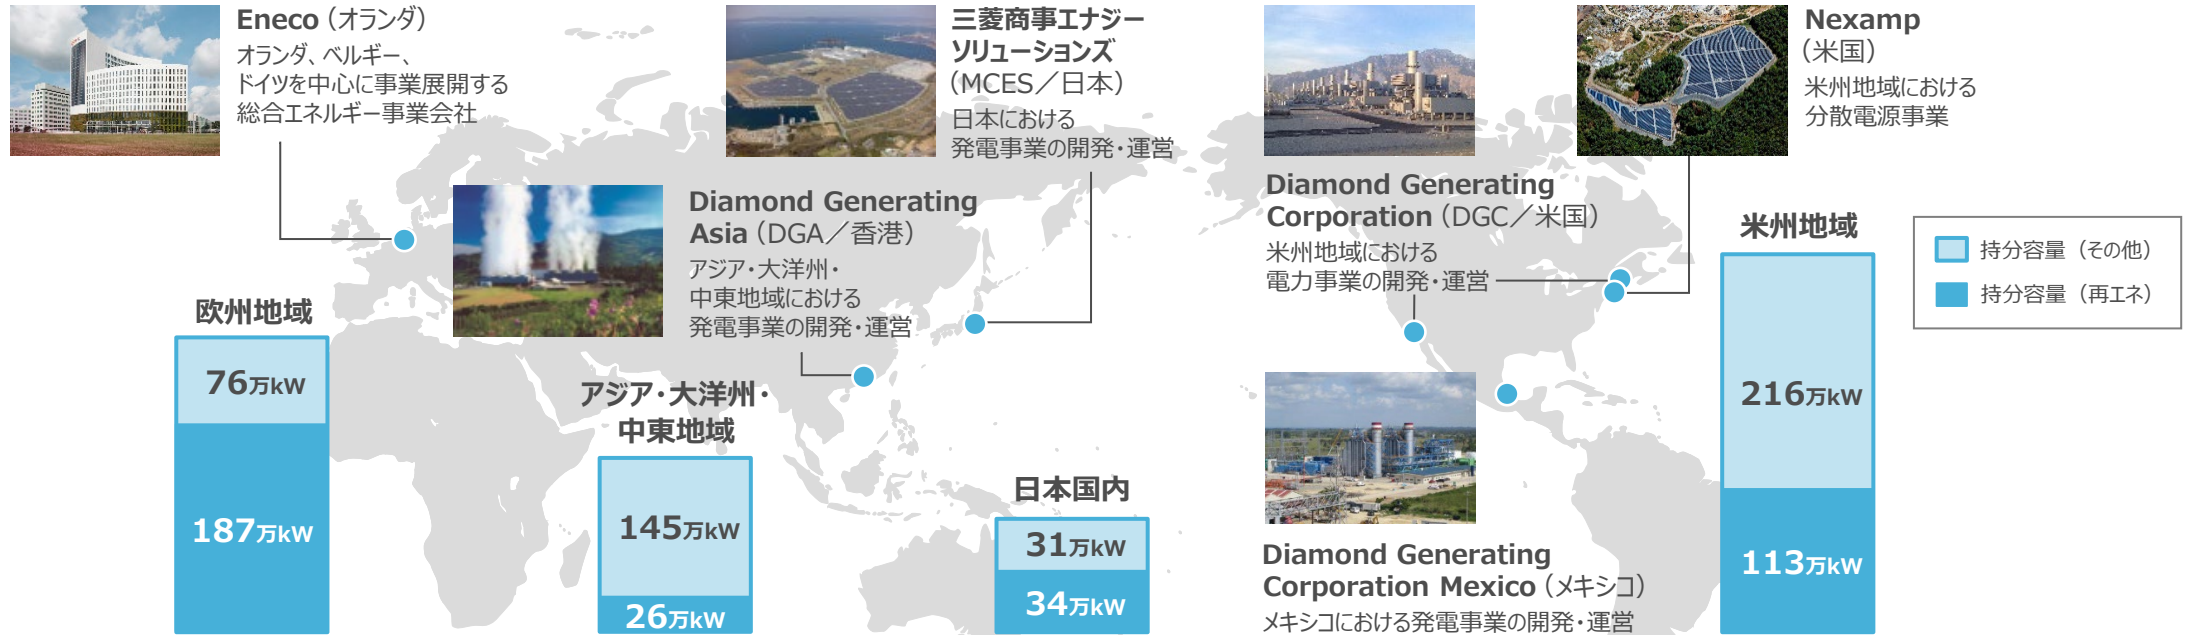 Eneco（オランダ）
オランダ、ベルギー、
ドイツを中心に事業展開する
総合エネルギー事業会社
三菱商事エナジー
ソリューションズ
（MCES／日本）
日本における
発電事業の開発・運営
Diamond Generating
Asia（DGA／香港）
アジア・大洋州・
中東地域における
発電事業の開発・運営
Diamond Generating
Corporation（DGC／米国）
米州地域における
電力事業の開発・運営
Nexamp
（米国）
米州地域における
分散電源事業
Diamond Generating
Corporation Mexico（メキシコ）
メキシコにおける発電事業の開発・運営
欧州地域
76万kW
187万kW
アジア・大洋州・
中東地域
145万kW
26万kW
日本国内
31万kW
34万kW
米州地域
216万kW
113万kW
持分容量（その他）
持分容量（再エネ）